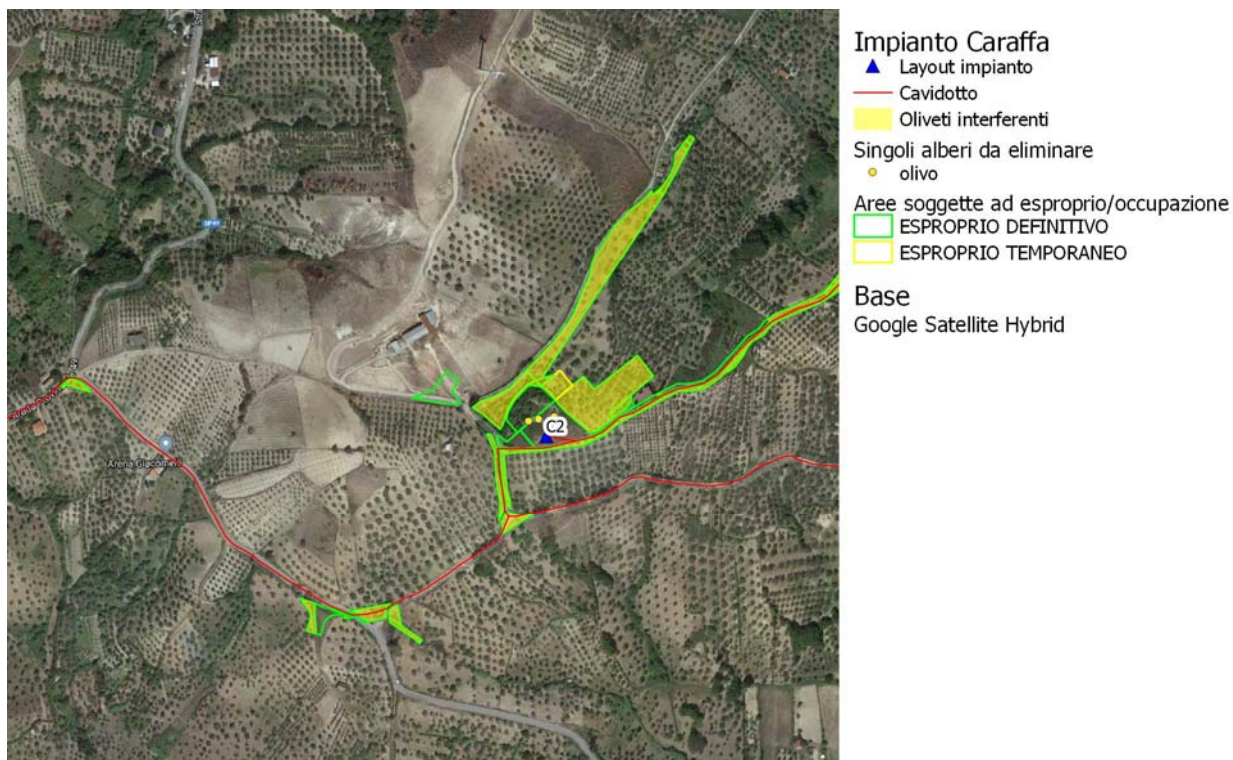 Impianto Caraffa
Layout impianto
Cavidotto
Oliveti interferenti
Singoli alberi da eliminare
olivo
Aree soggette ad esproprio/occupazione
ESPROPRIO DEFINITIVO
ESPROPRIO TEMPORANEO
Base
Google Satellite Hybrid
C2
Arena Giacomo